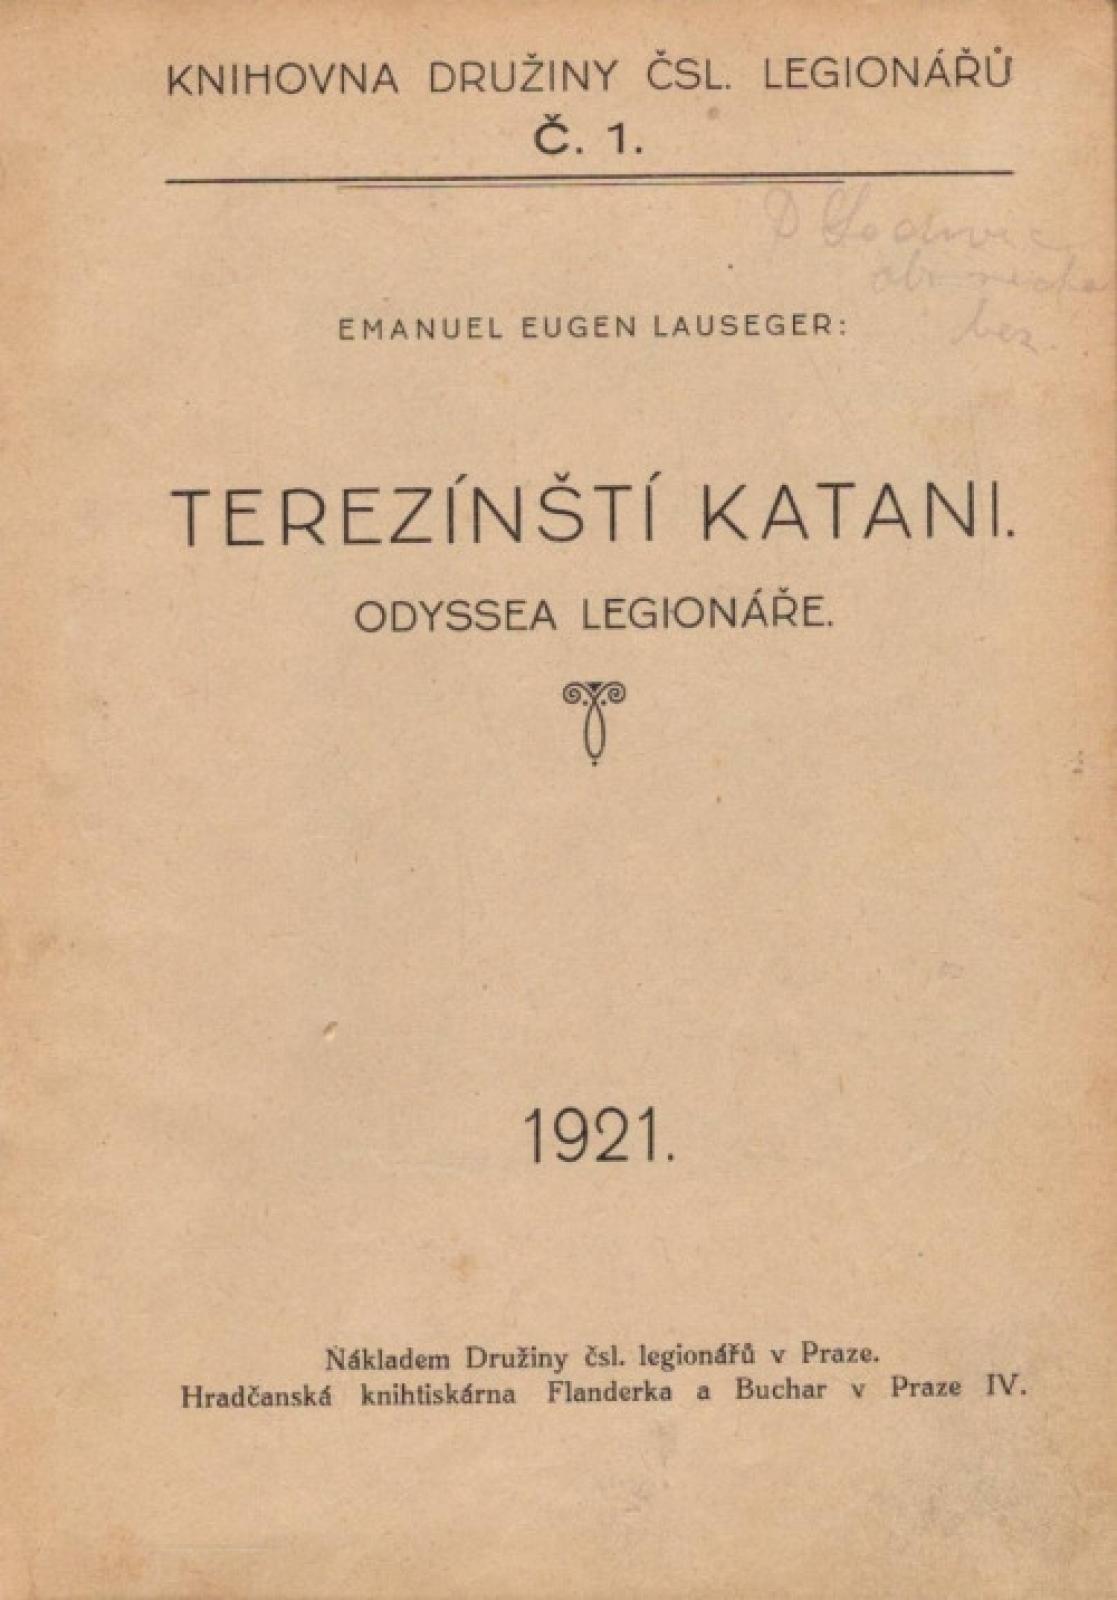 KNIHOVNA DRUŽINY ČSL. LEGIONÁŘŮ
Č. 1.
EMANUEL EUGEN LAUSEGER:
TEREZÍNŠTÍ KATANI.
ODYSSEA LEGIONÁŘE.
1921.
Nákladem Družiny čsl. legionářů v Praze.
Hradčanská knihtiskárna Flanderka a Buchar v Praze IV.